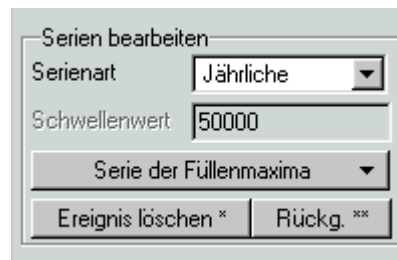 Serien bearbeiten
Serienart Jährliche
Schwellenwert 50000
Serie der Füllenmaxima
Ereignis löschen * Rückg. **